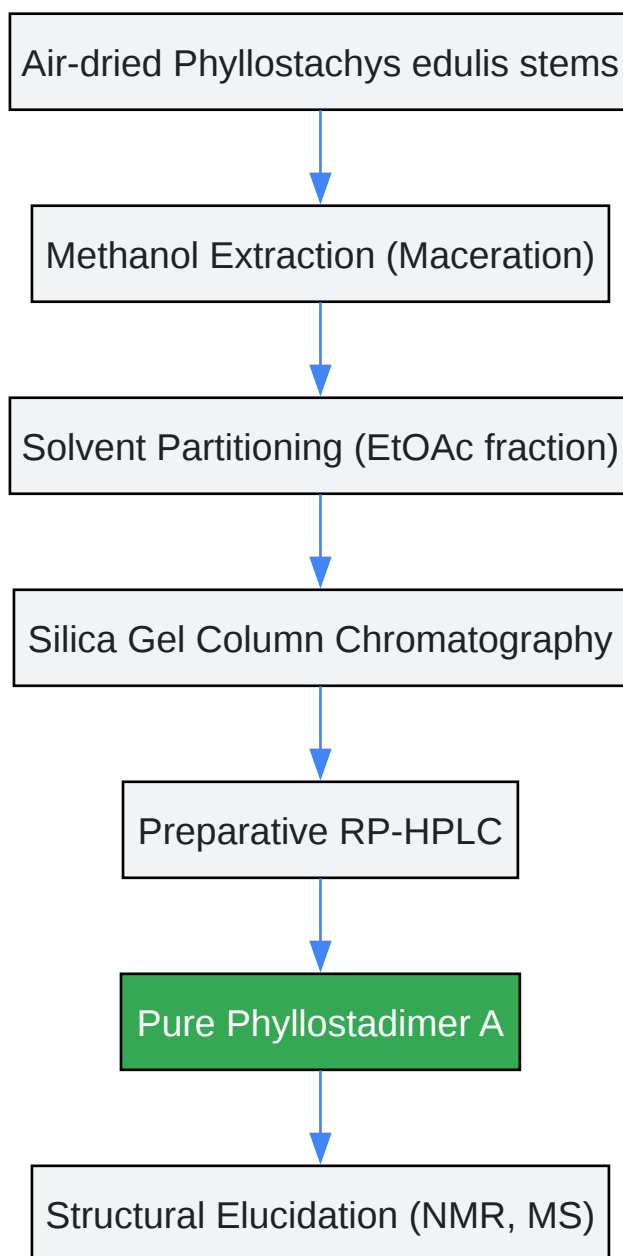 Air-dried Phyllostachys edulis stems
Methanol Extraction (Maceration)
Solvent Partitioning (EtOAc fraction)
Silica Gel Column Chromatography
Preparative RP-HPLC
Pure Phyllostadimer A
Structural Elucidation (NMR, MS)